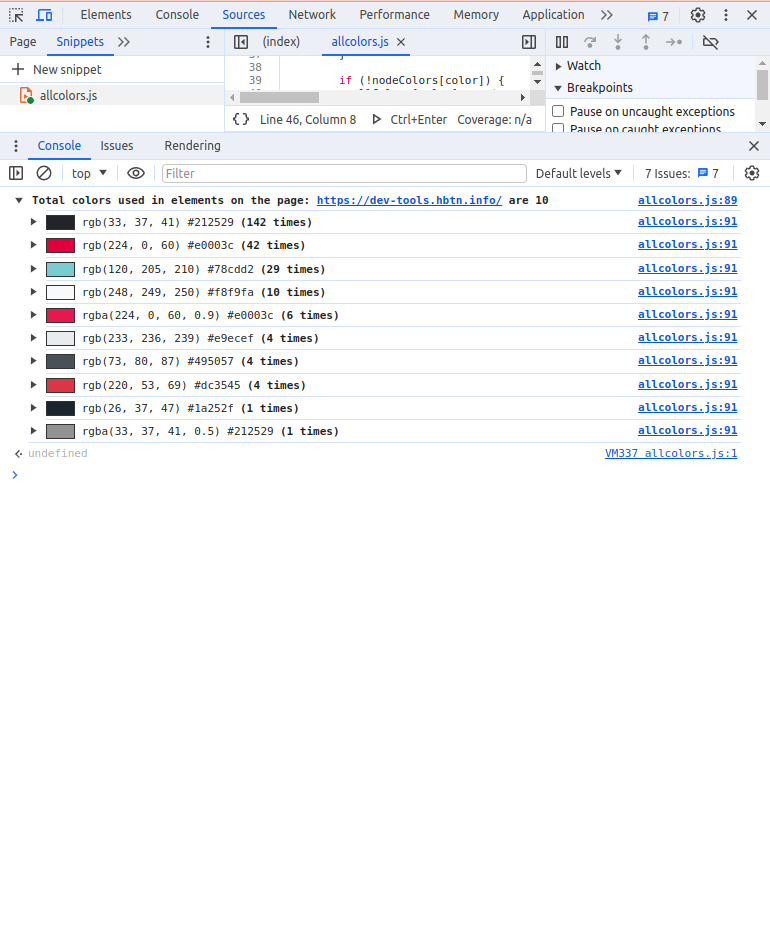 Elements Console Sources Network Performance Memory Application 7
Page Snippets (index) allcolors.js
New snippet
allcolors.js
38
39 if (!nodeColors[color]) {
Line 46, Column 8 Ctrl+Enter Coverage: n/a
Watch
Breakpoints
Pause on uncaught exceptions
Pause on caught exceptions
Console Issues Rendering
top Filter Default levels 7 Issues: 7
Total colors used in elements on the page: https://dev-tools.hbtn.info/ are 10 allcolors.js:89
rgb(33, 37, 41) #212529 (142 times) allcolors.js:91
rgb(224, 0, 60) #e0003c (42 times) allcolors.js:91
rgb(120, 205, 210) #78cdd2 (29 times) allcolors.js:91
rgb(248, 249, 250) #f8f9fa (10 times) allcolors.js:91
rgba(224, 0, 60, 0.9) #e0003c (6 times) allcolors.js:91
rgb(233, 236, 239) #e9ecef (4 times) allcolors.js:91
rgb(73, 80, 87) #495057 (4 times) allcolors.js:91
rgb(220, 53, 69) #dc3545 (4 times) allcolors.js:91
rgb(26, 37, 47) #1a252f (1 times) allcolors.js:91
rgba(33, 37, 41, 0.5) #212529 (1 times) allcolors.js:91
undefined VM337 allcolors.js:1